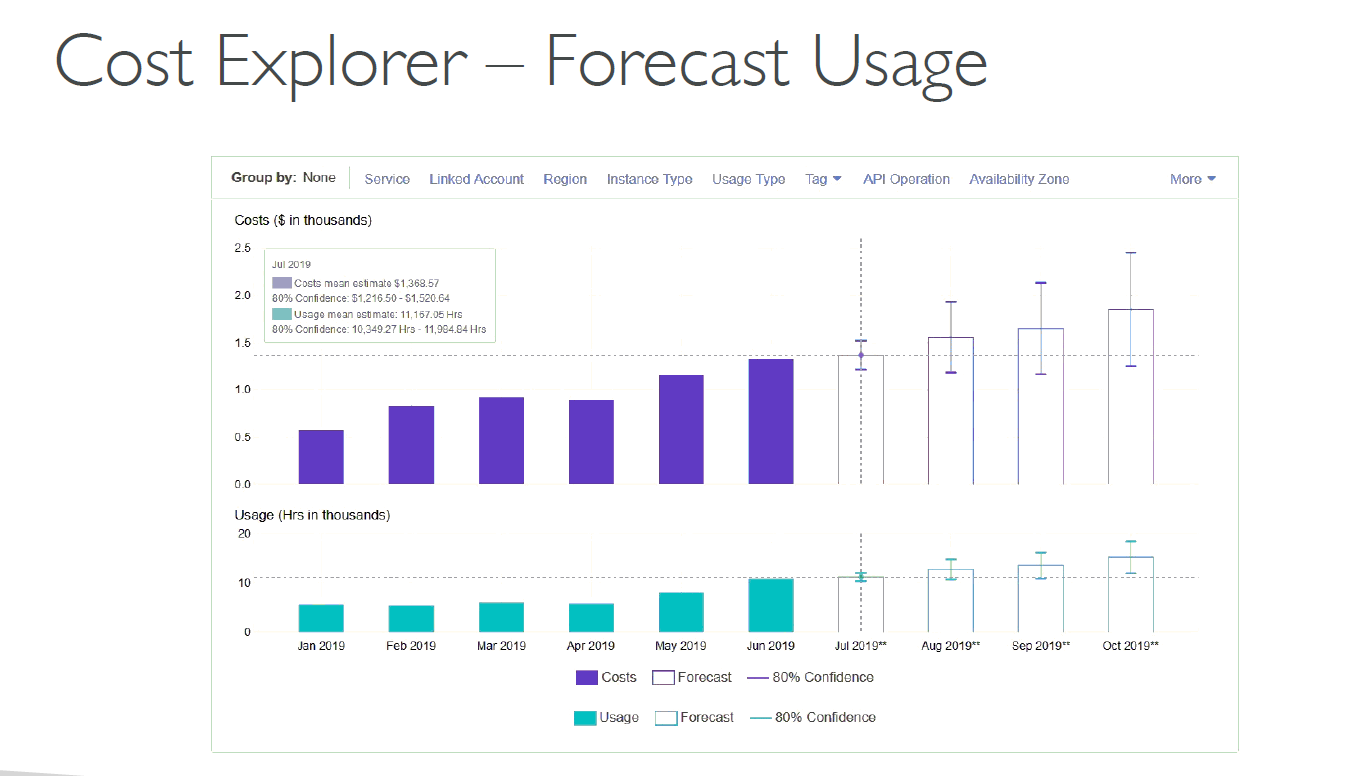 Cost Explorer – Forecast Usage
Group by: None Service Linked Account Region Instance Type Usage Type Tag API Operation Availability Zone More
Costs ($ in thousands)
2.5
Jul 2019
Costs mean estimate $1,368.57
2.0
80% Confidence: $1,216.50 - $1,520.64
Usage mean estimate: 11,167.05 Hrs
80% Confidence: 10,349.27 Hrs - 11,984.84 Hrs
1.5
1.0
0.5
0.0
Usage (Hrs in thousands)
20
10
0
Jan 2019 Feb 2019 Mar 2019 Apr 2019 May 2019 Jun 2019 Jul 2019** Aug 2019** Sep 2019** Oct 2019**
Costs Forecast 80% Confidence
Usage Forecast 80% Confidence